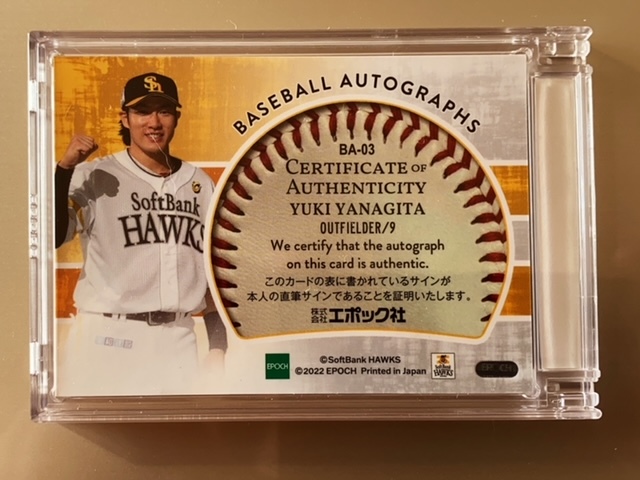 BASEBALL AUTOGRAPHS
BA-03
CERTIFICATE OF
AUTHENTICITY
YUKI YANAGITA
OUTFIELDER/9
We certify that the autograph
on this card is authentic.
このカードの表に書かれているサインが
本人の直筆サインであることを証明いたします。
株式会社 エポック社
SoftBank
HAWKS
EPOCH
©SoftBank HAWKS
©2022 EPOCH Printed in Japan
SoftBank
HAWKS